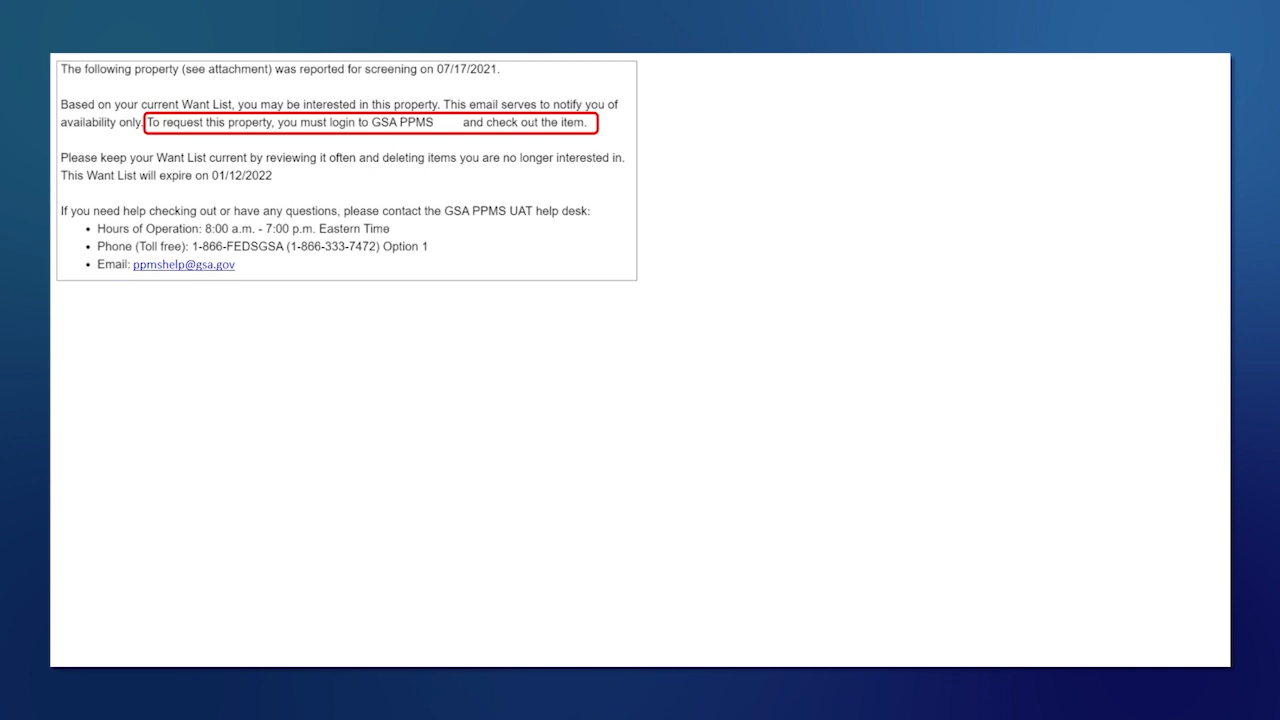 The following property (see attachment) was reported for screening on 07/17/2021.
Based on your current Want List, you may be interested in this property. This email serves to notify you of
availability only. To request this property, you must login to GSA PPMS and check out the item.
Please keep your Want List current by reviewing it often and deleting items you are no longer interested in.
This Want List will expire on 01/12/2022
If you need help checking out or have any questions, please contact the GSA PPMS UAT help desk:
• Hours of Operation: 8:00 a.m. - 7:00 p.m. Eastern Time
• Phone (Toll free): 1-866-FEDSGSA (1-866-333-7472) Option 1
• Email: ppmshelp@gsa.gov